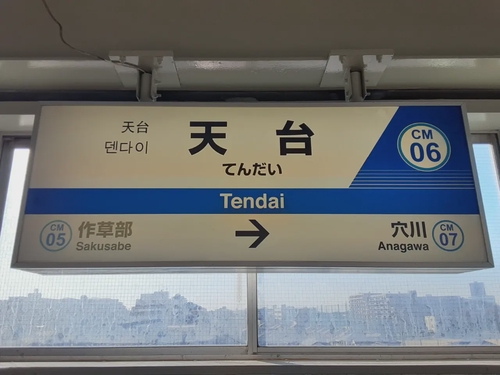 天台
덴다이
天台
てんだい
CM
06
Tendai
CM
05
作草部
Sakusabe
→
穴川
Anagawa
CM
07